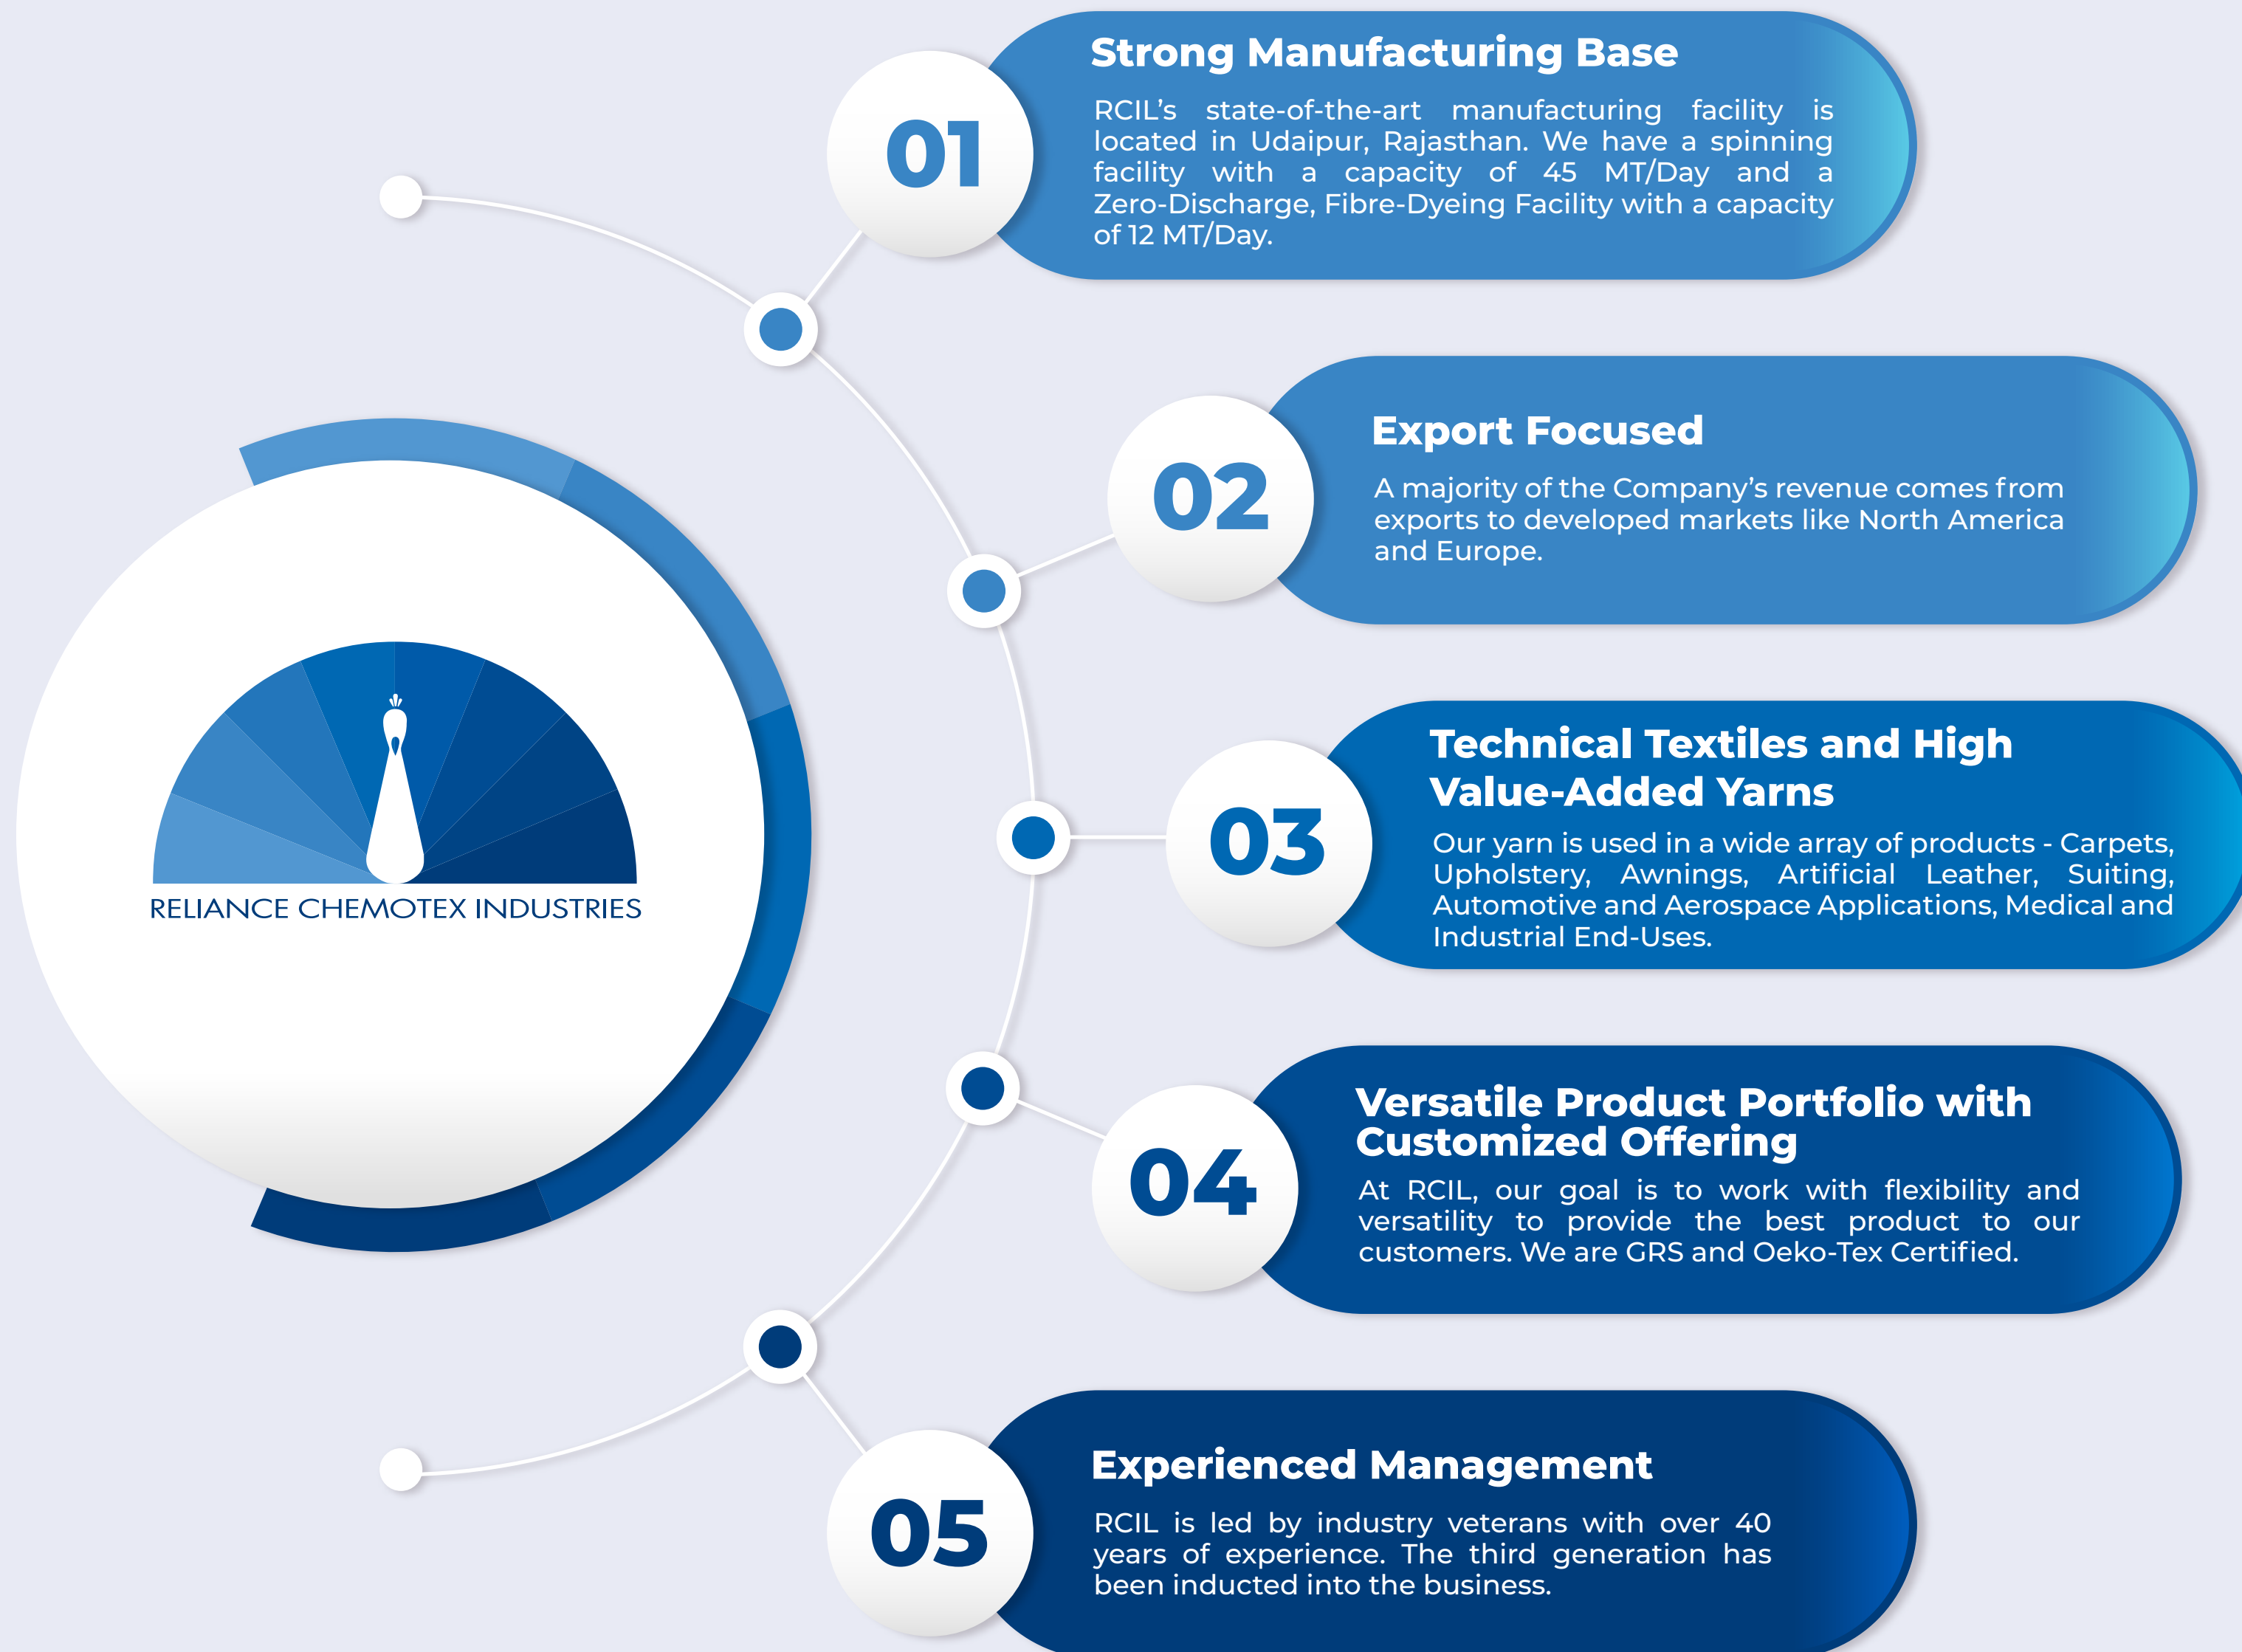 RELIANCE CHEMOTEX INDUSTRIES
01
Strong Manufacturing Base
RCIL's state-of-the-art manufacturing facility is
located in Udaipur, Rajasthan. We have a spinning
facility with a capacity of 45 MT/Day and a
Zero-Discharge, Fibre-Dyeing Facility with a capacity
of 12 MT/Day.
02
Export Focused
A majority of the Company's revenue comes from
exports to developed markets like North America
and Europe.
03
Technical Textiles and High
Value-Added Yarns
Our yarn is used in a wide array of products - Carpets,
Upholstery, Awnings, Artificial Leather, Suiting,
Automotive and Aerospace Applications, Medical and
Industrial End-Uses.
04
Versatile Product Portfolio with
Customized Offering
At RCIL, our goal is to work with flexibility and
versatility to provide the best product to our
customers. We are GRS and Oeko-Tex Certified.
05
Experienced Management
RCIL is led by industry veterans with over 40
years of experience. The third generation has
been inducted into the business.